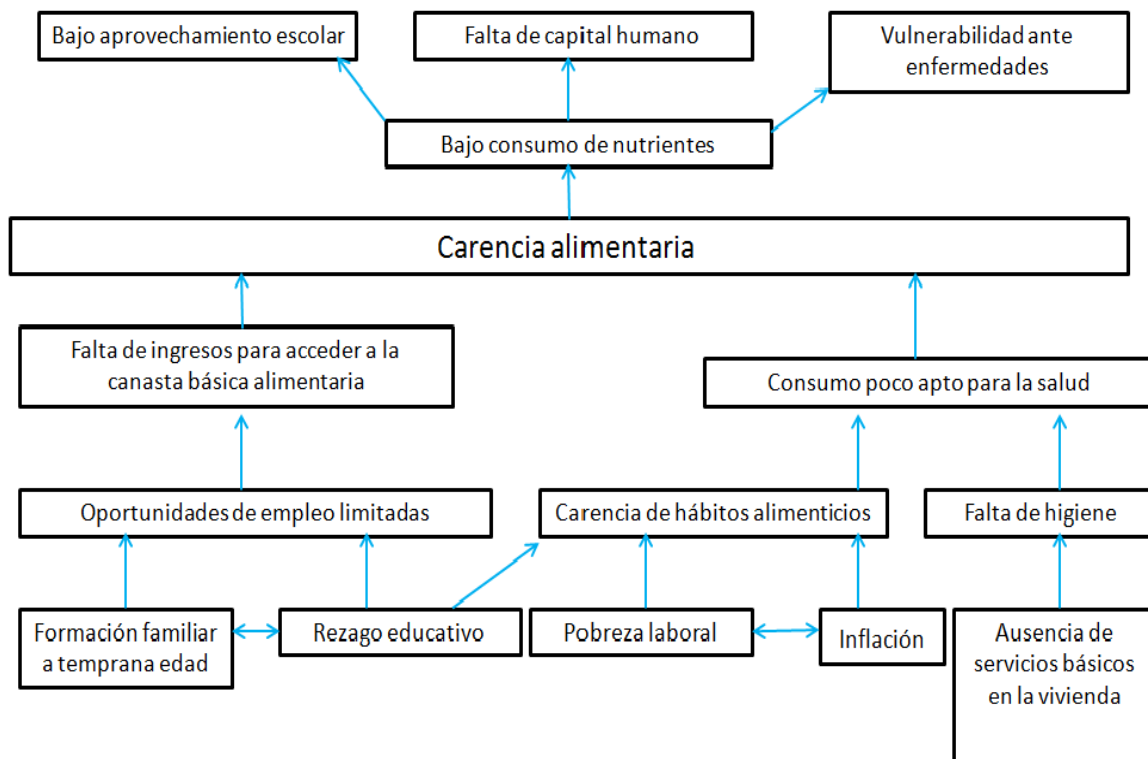 Bajo aprovechamiento escolar
Falta de capital humano
Vulnerabilidad ante
enfermedades
Bajo consumo de nutrientes
Carencia alimentaria
Falta de ingresos para acceder a la
canasta básica alimentaria
Consumo poco apto para la salud
Oportunidades de empleo limitadas
Carencia de hábitos alimenticios
Falta de higiene
Formación familiar
a temprana edad
Rezago educativo
Pobreza laboral
Inflación
Ausencia de
servicios básicos
en la vivienda